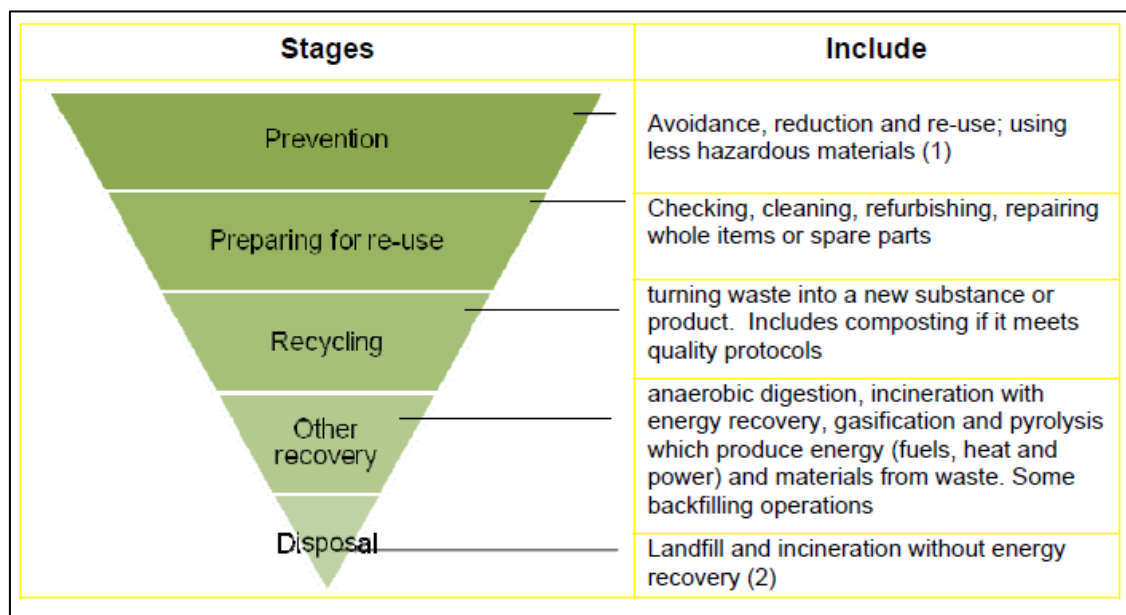 Stages
Include
Prevention
Avoidance, reduction and re-use; using
less hazardous materials (1)
Preparing for re-use
Checking, cleaning, refurbishing, repairing
whole items or spare parts
Recycling
turning waste into a new substance or
product. Includes composting if it meets
quality protocols
Other
recovery
anaerobic digestion, incineration with
energy recovery, gasification and pyrolysis
which produce energy (fuels, heat and
power) and materials from waste. Some
backfilling operations
Disposal
Landfill and incineration without energy
recovery (2)